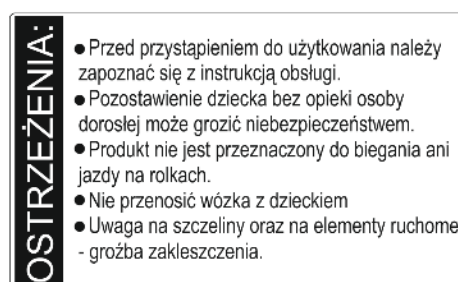 OSTRZEŻENIA:
● Przed przystąpieniem do użytkowania należy
zapoznać się z instrukcją obsługi.
● Pozostawienie dziecka bez opieki osoby
dorosłej może grozić niebezpieczeństwem.
● Produkt nie jest przeznaczony do biegania ani
jazdy na rolkach.
● Nie przenosić wózka z dzieckiem
● Uwaga na szczeliny oraz na elementy ruchome
- groźba zakleszczenia.